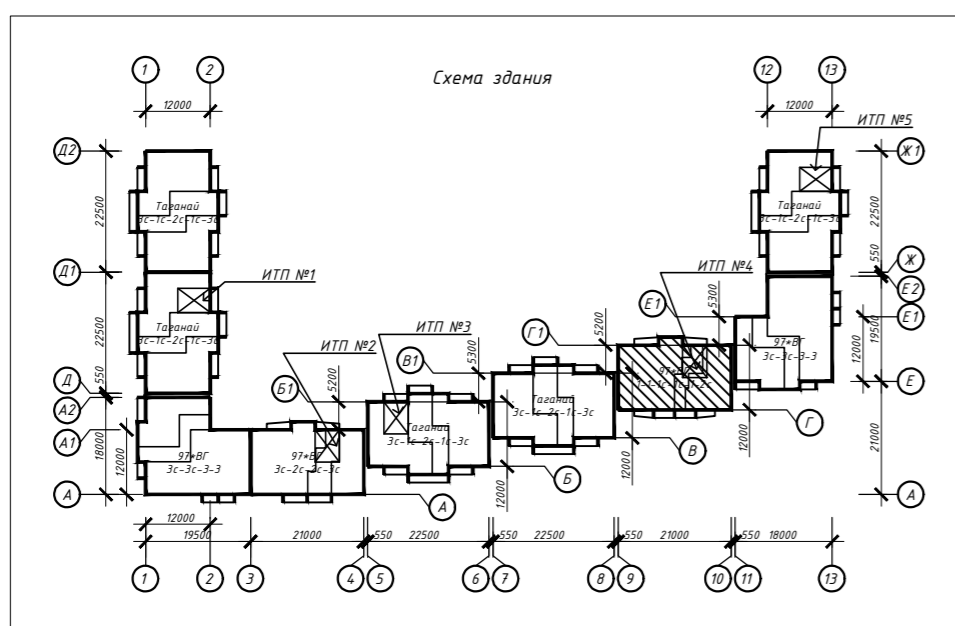 1 2
Схема здания
12 13
12000
12000
ИТП №5
Д2
Ж1
22500
Таганай
3с-1с-2с-1с-3с
Таганай
3с-1с-2с-1с-3с
22500
550
Д1
ИТП №1
ИТП №4
Ж
Е2
22500
Таганай
3с-1с-2с-1с-3с
Е1
5300
Е1
19500
12000
ИТП №3
Г1
5200
97*ВГ
3с-3с-3-3
ИТП №2
В1
5300
97*ВГ
Д
550
А2
Б1
5200
Е
А1
18000
12000
Таганай
3с-1с-2с-1с-3с
Таганай
3с-1с-2с-1с-3с
Г
12000
21000
97*ВГ
3с-3с-3-3
97*ВГ
3с-2с-2с-3с
В
12000
Б
12000
А
А
А
12000
19500 21000 550 22500 550 22500 550 21000 550 18000
1 2 3 4 5 6 7 8 9 10 11 13